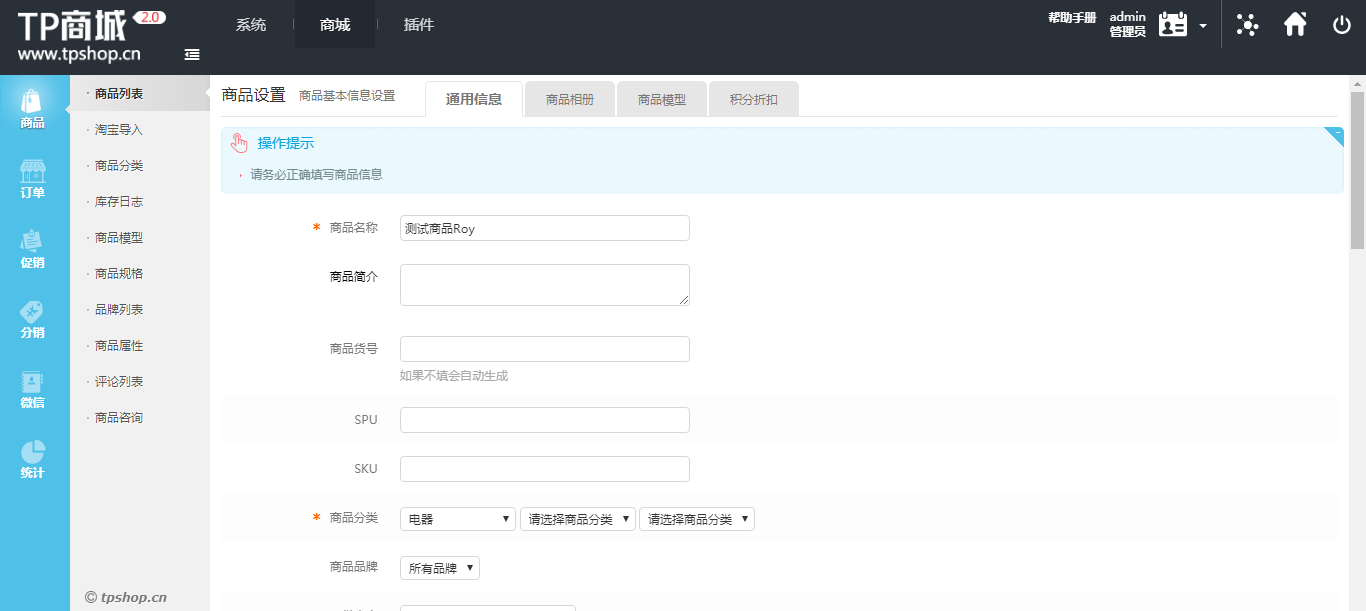 TP商城 2.0
www.tpshop.cn
系统 商城 插件
帮助手册 admin
管理员
商品
订单
促销
分销
微信
统计
· 商品列表
· 淘宝导入
· 商品分类
· 库存日志
· 商品模型
· 商品规格
· 品牌列表
· 商品属性
· 评论列表
· 商品咨询
© tpshop.cn
商品设置 商品基本信息设置 通用信息 商品相册 商品模型 积分折扣
操作提示
· 请务必正确填写商品信息
* 商品名称 测试商品Roy
商品简介
商品货号
如果不填会自动生成
SPU
SKU
* 商品分类 电器 请选择商品分类 请选择商品分类
商品品牌 所有品牌